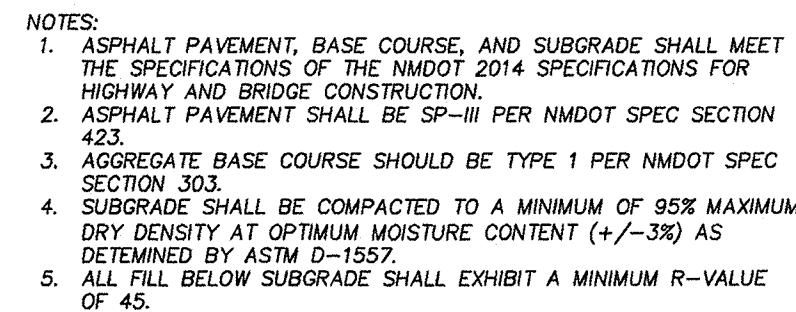 NOTES:
1. ASPHALT PAVEMENT, BASE COURSE, AND SUBGRADE SHALL MEET
THE SPECIFICATIONS OF THE NMDOT 2014 SPECIFICATIONS FOR
HIGHWAY AND BRIDGE CONSTRUCTION.
2. ASPHALT PAVEMENT SHALL BE SP-III PER NMDOT SPEC SECTION
423.
3. AGGREGATE BASE COURSE SHOULD BE TYPE 1 PER NMDOT SPEC
SECTION 303.
4. SUBGRADE SHALL BE COMPACTED TO A MINIMUM OF 95% MAXIMUM
DRY DENSITY AT OPTIMUM MOISTURE CONTENT (+/-3%) AS
DETEMINED BY ASTM D-1557.
5. ALL FILL BELOW SUBGRADE SHALL EXHIBIT A MINIMUM R-VALUE
OF 45.